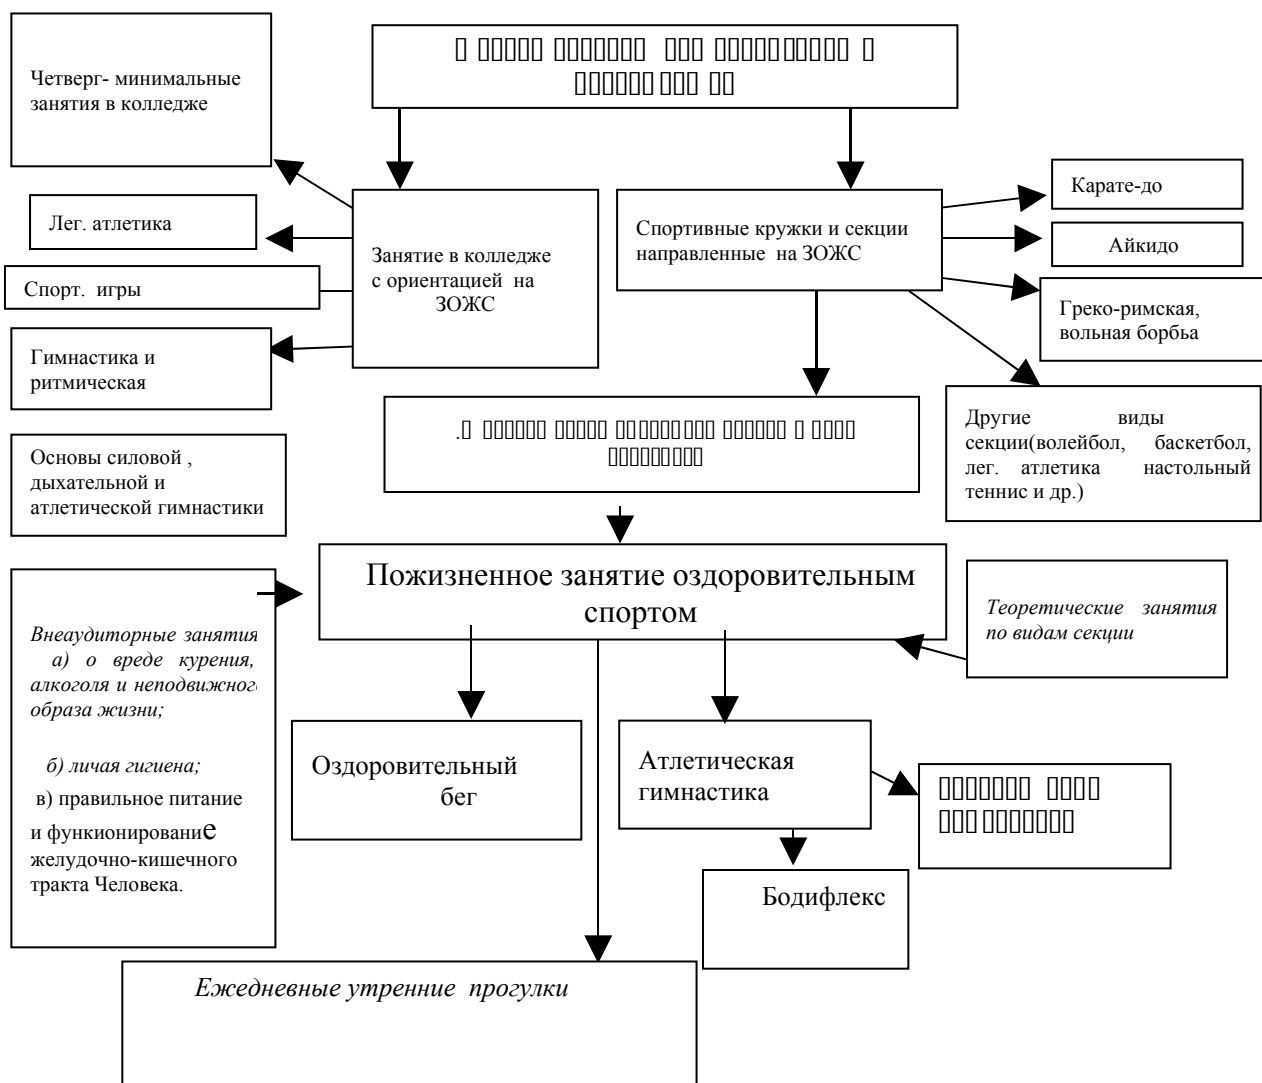 Четверг- минимальные
занятия в колледже
Лег. атлетика
Спорт. игры
Гимнастика и
ритмическая
Основы силовой ,
дыхательной и
атлетической гимнастики
Занятие в колледже
с ориентацией на
ЗОЖС
Спортивные кружки и секции
направленные на ЗОЖС
Карате-до
Айкидо
Греко-римская,
вольная борбьа
Другие виды
секции(волейбол, баскетбол,
лег. атлетика настольный
теннис и др.)
Пожизненное занятие оздоровительным
спортом
Внеаудиторные занятия
а) о вреде курения,
алкоголя и неподвижног
образа жизни;
б) личая гигиена;
в) правильное питание
и функионирование
желудочно-кишечного
тракта Человека.
Теоретические занятия
по видам секции
Оздоровительный
бег
Атлетическая
гимнастика
Бодифлекс
Ежедневные утренние прогулки